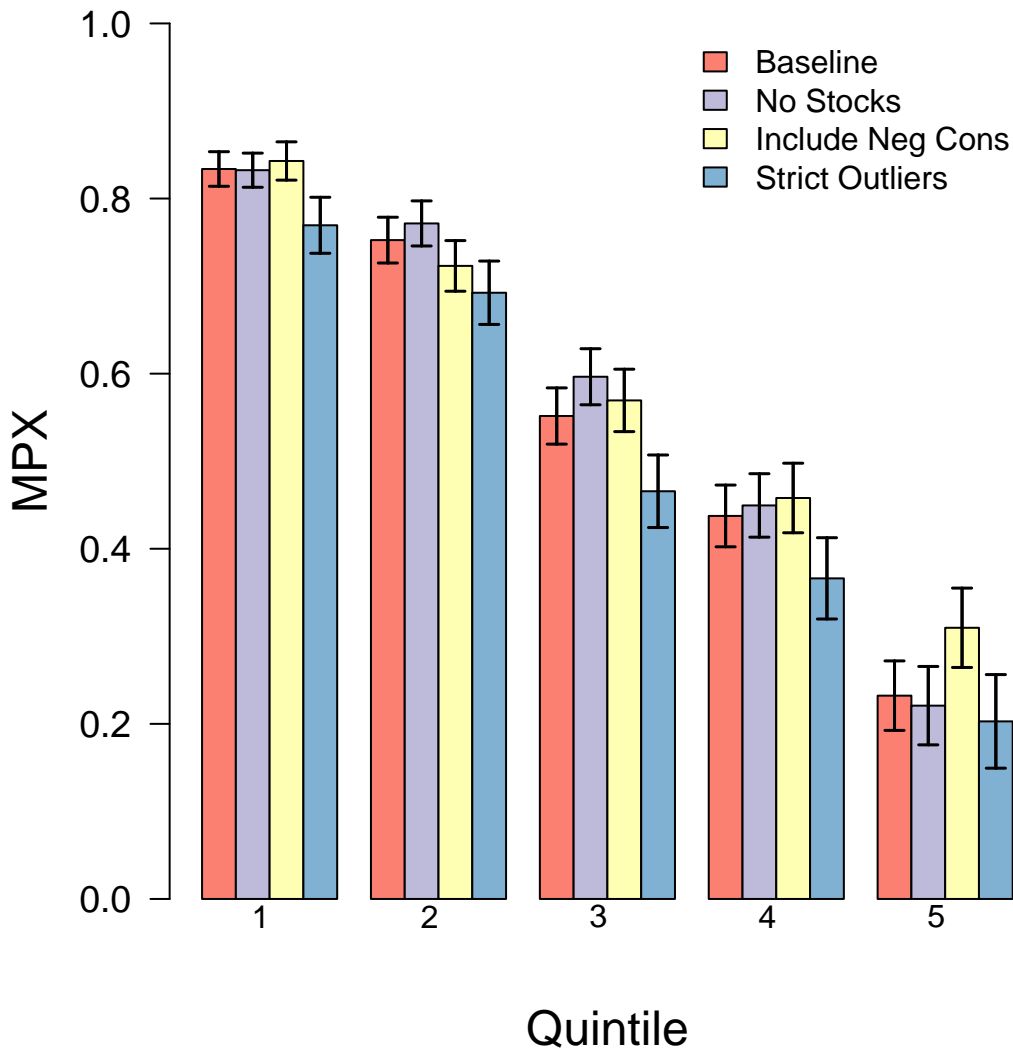 1.0
0.8
0.6
0.4
0.2
0.0
MPX
Baseline
No Stocks
Include Neg Cons
Strict Outliers
1 2 3 4 5
Quintile